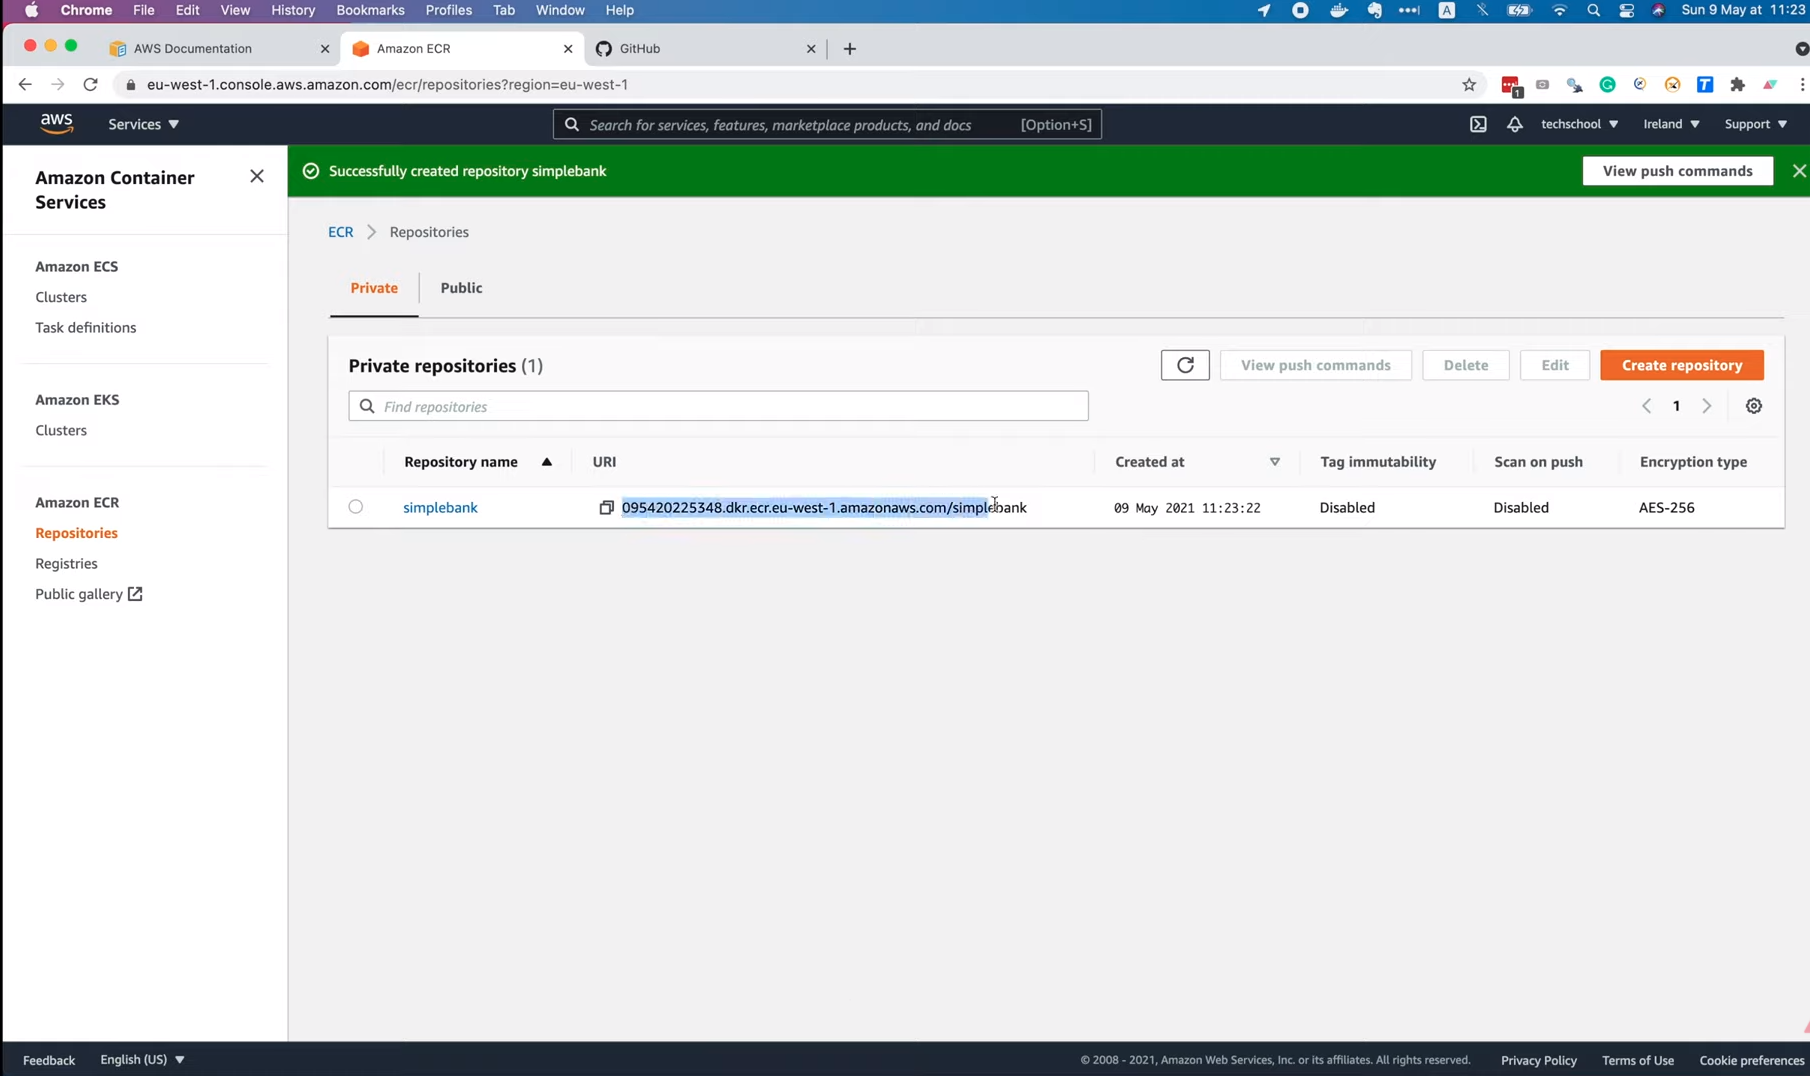 Chrome File Edit View History Bookmarks Profiles Tab Window Help A Sun 9 May at 11:23
AWS Documentation Amazon ECR GitHub
eu-west-1.console.aws.amazon.com/ecr/repositories?region=eu-west-1 1 T
aws Services ▼ Search for services, features, marketplace products, and docs [Option+S] techschool ▼ Ireland ▼ Support ▼
Amazon Container
Services
Successfully created repository simplebank View push commands
ECR > Repositories
Amazon ECS
Clusters
Task definitions
Amazon EKS
Clusters
Amazon ECR
Repositories
Registries
Public gallery
Private Public
Private repositories (1) View push commands Delete Edit Create repository
Find repositories 1
Repository name URI Created at Tag immutability Scan on push Encryption type
simplebank 095420225348.dkr.ecr.eu-west-1.amazonaws.com/simplebank 09 May 2021 11:23:22 Disabled Disabled AES-256
Feedback English (US) ▼ © 2008 - 2021, Amazon Web Services, Inc. or its affiliates. All rights reserved. Privacy Policy Terms of Use Cookie preferences